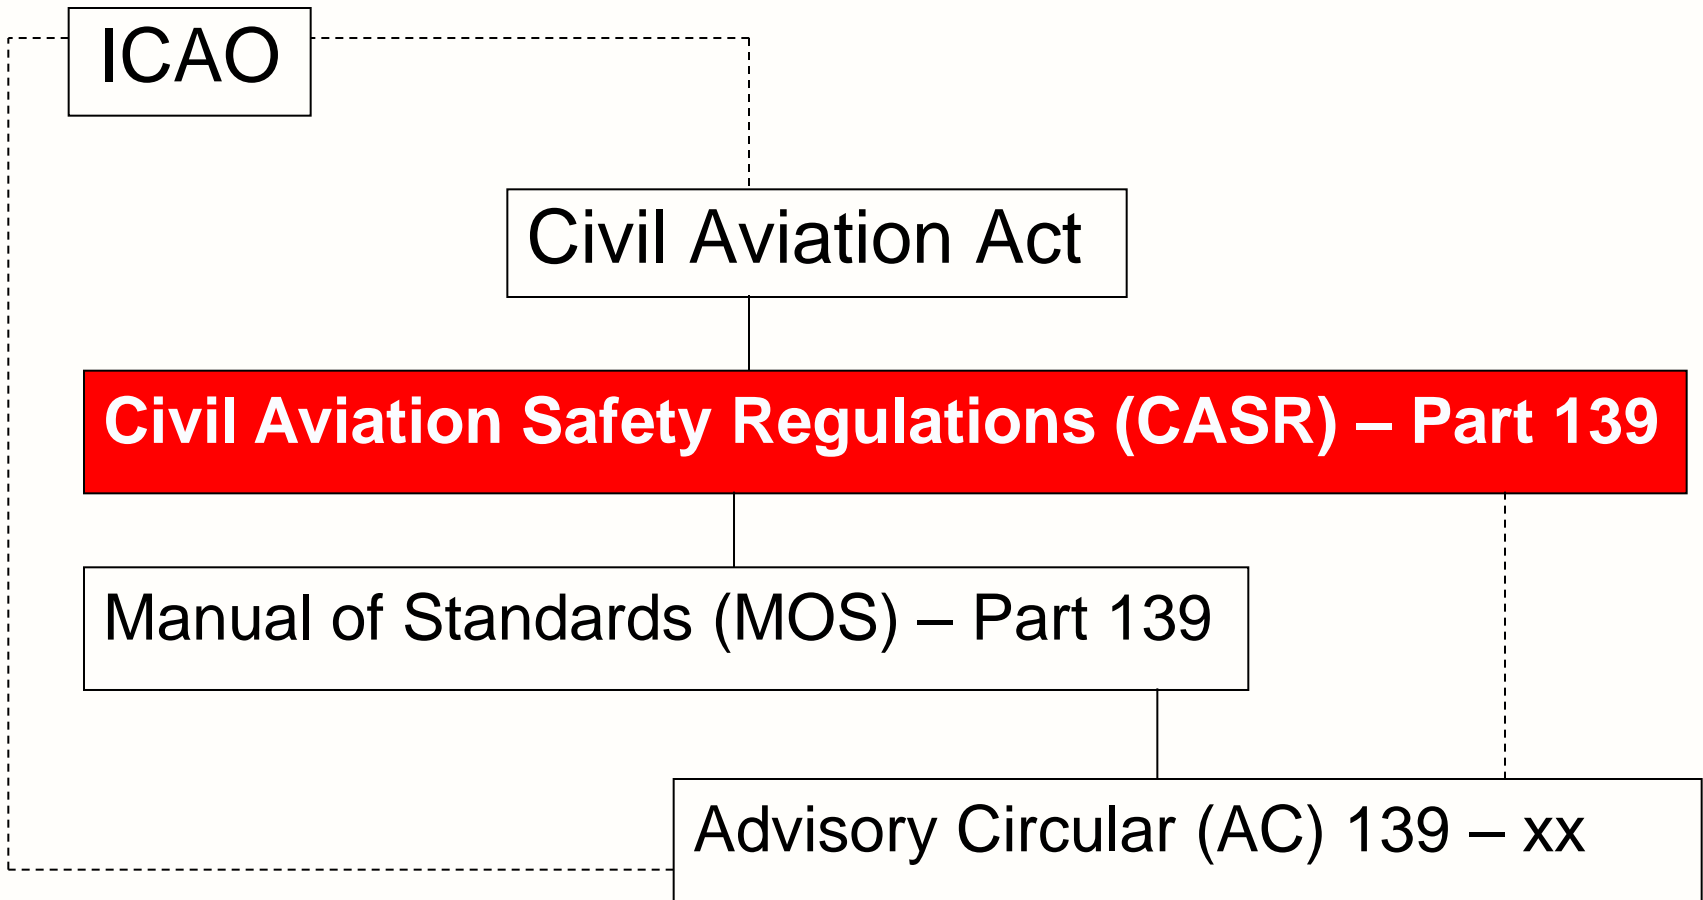 ICAO
Civil Aviation Act
Civil Aviation Safety Regulations (CASR) – Part 139
Manual of Standards (MOS) – Part 139
Advisory Circular (AC) 139 – xx